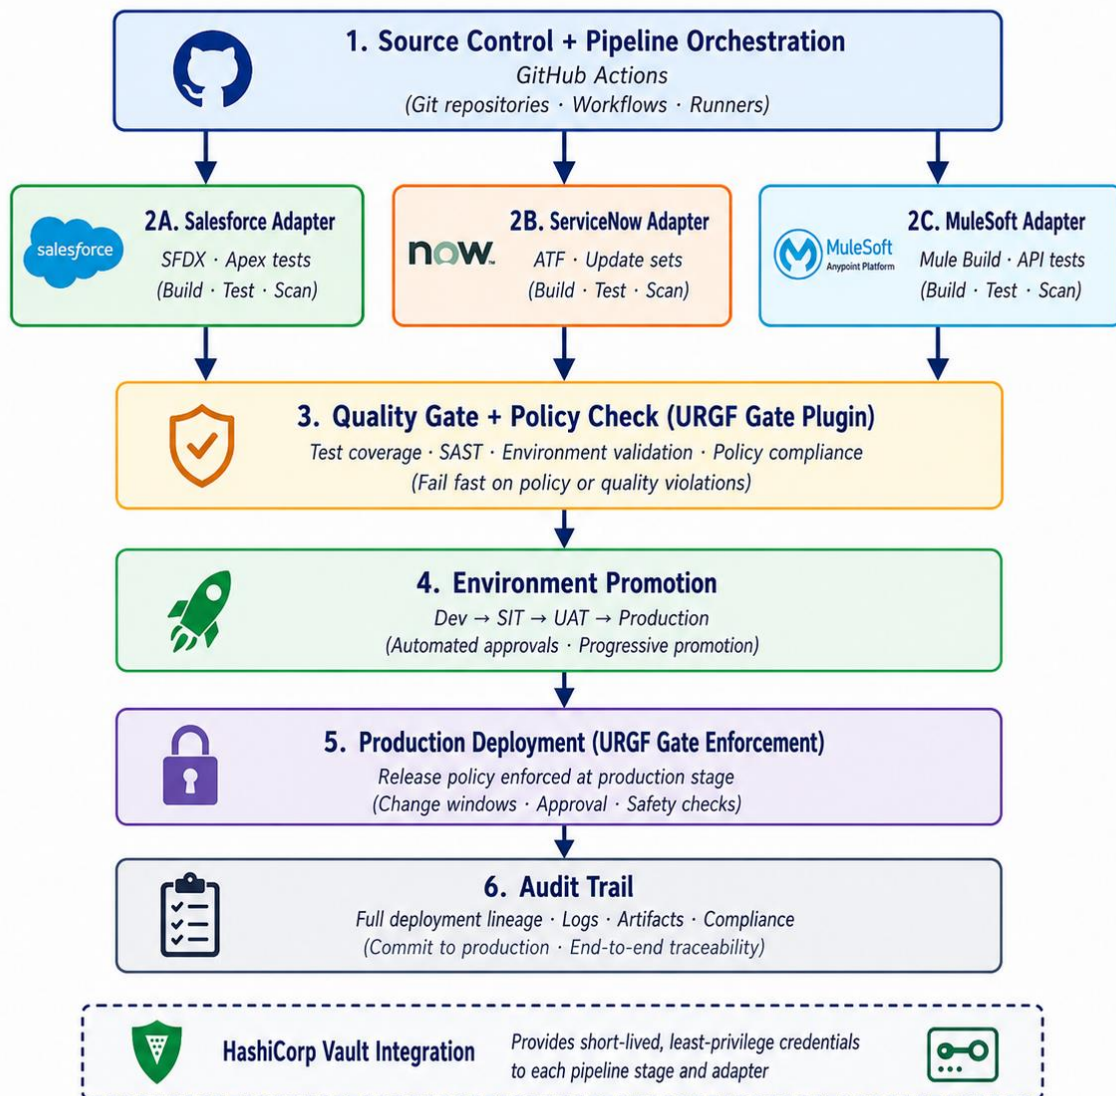 1. Source Control + Pipeline Orchestration
GitHub Actions
(Git repositories · Workflows · Runners)
salesforce
2A. Salesforce Adapter
SFDX · Apex tests
(Build · Test · Scan)
now.
2B. ServiceNow Adapter
ATF · Update sets
(Build · Test · Scan)
MuleSoft
Anypoint Platform
2C. MuleSoft Adapter
Mule Build · API tests
(Build · Test · Scan)
3. Quality Gate + Policy Check (URGF Gate Plugin)
Test coverage · SAST · Environment validation · Policy compliance
(Fail fast on policy or quality violations)
4. Environment Promotion
Dev → SIT → UAT → Production
(Automated approvals · Progressive promotion)
5. Production Deployment (URGF Gate Enforcement)
Release policy enforced at production stage
(Change windows · Approval · Safety checks)
6. Audit Trail
Full deployment lineage · Logs · Artifacts · Compliance
(Commit to production · End-to-end traceability)
HashiCorp Vault Integration
Provides short-lived, least-privilege credentials
to each pipeline stage and adapter